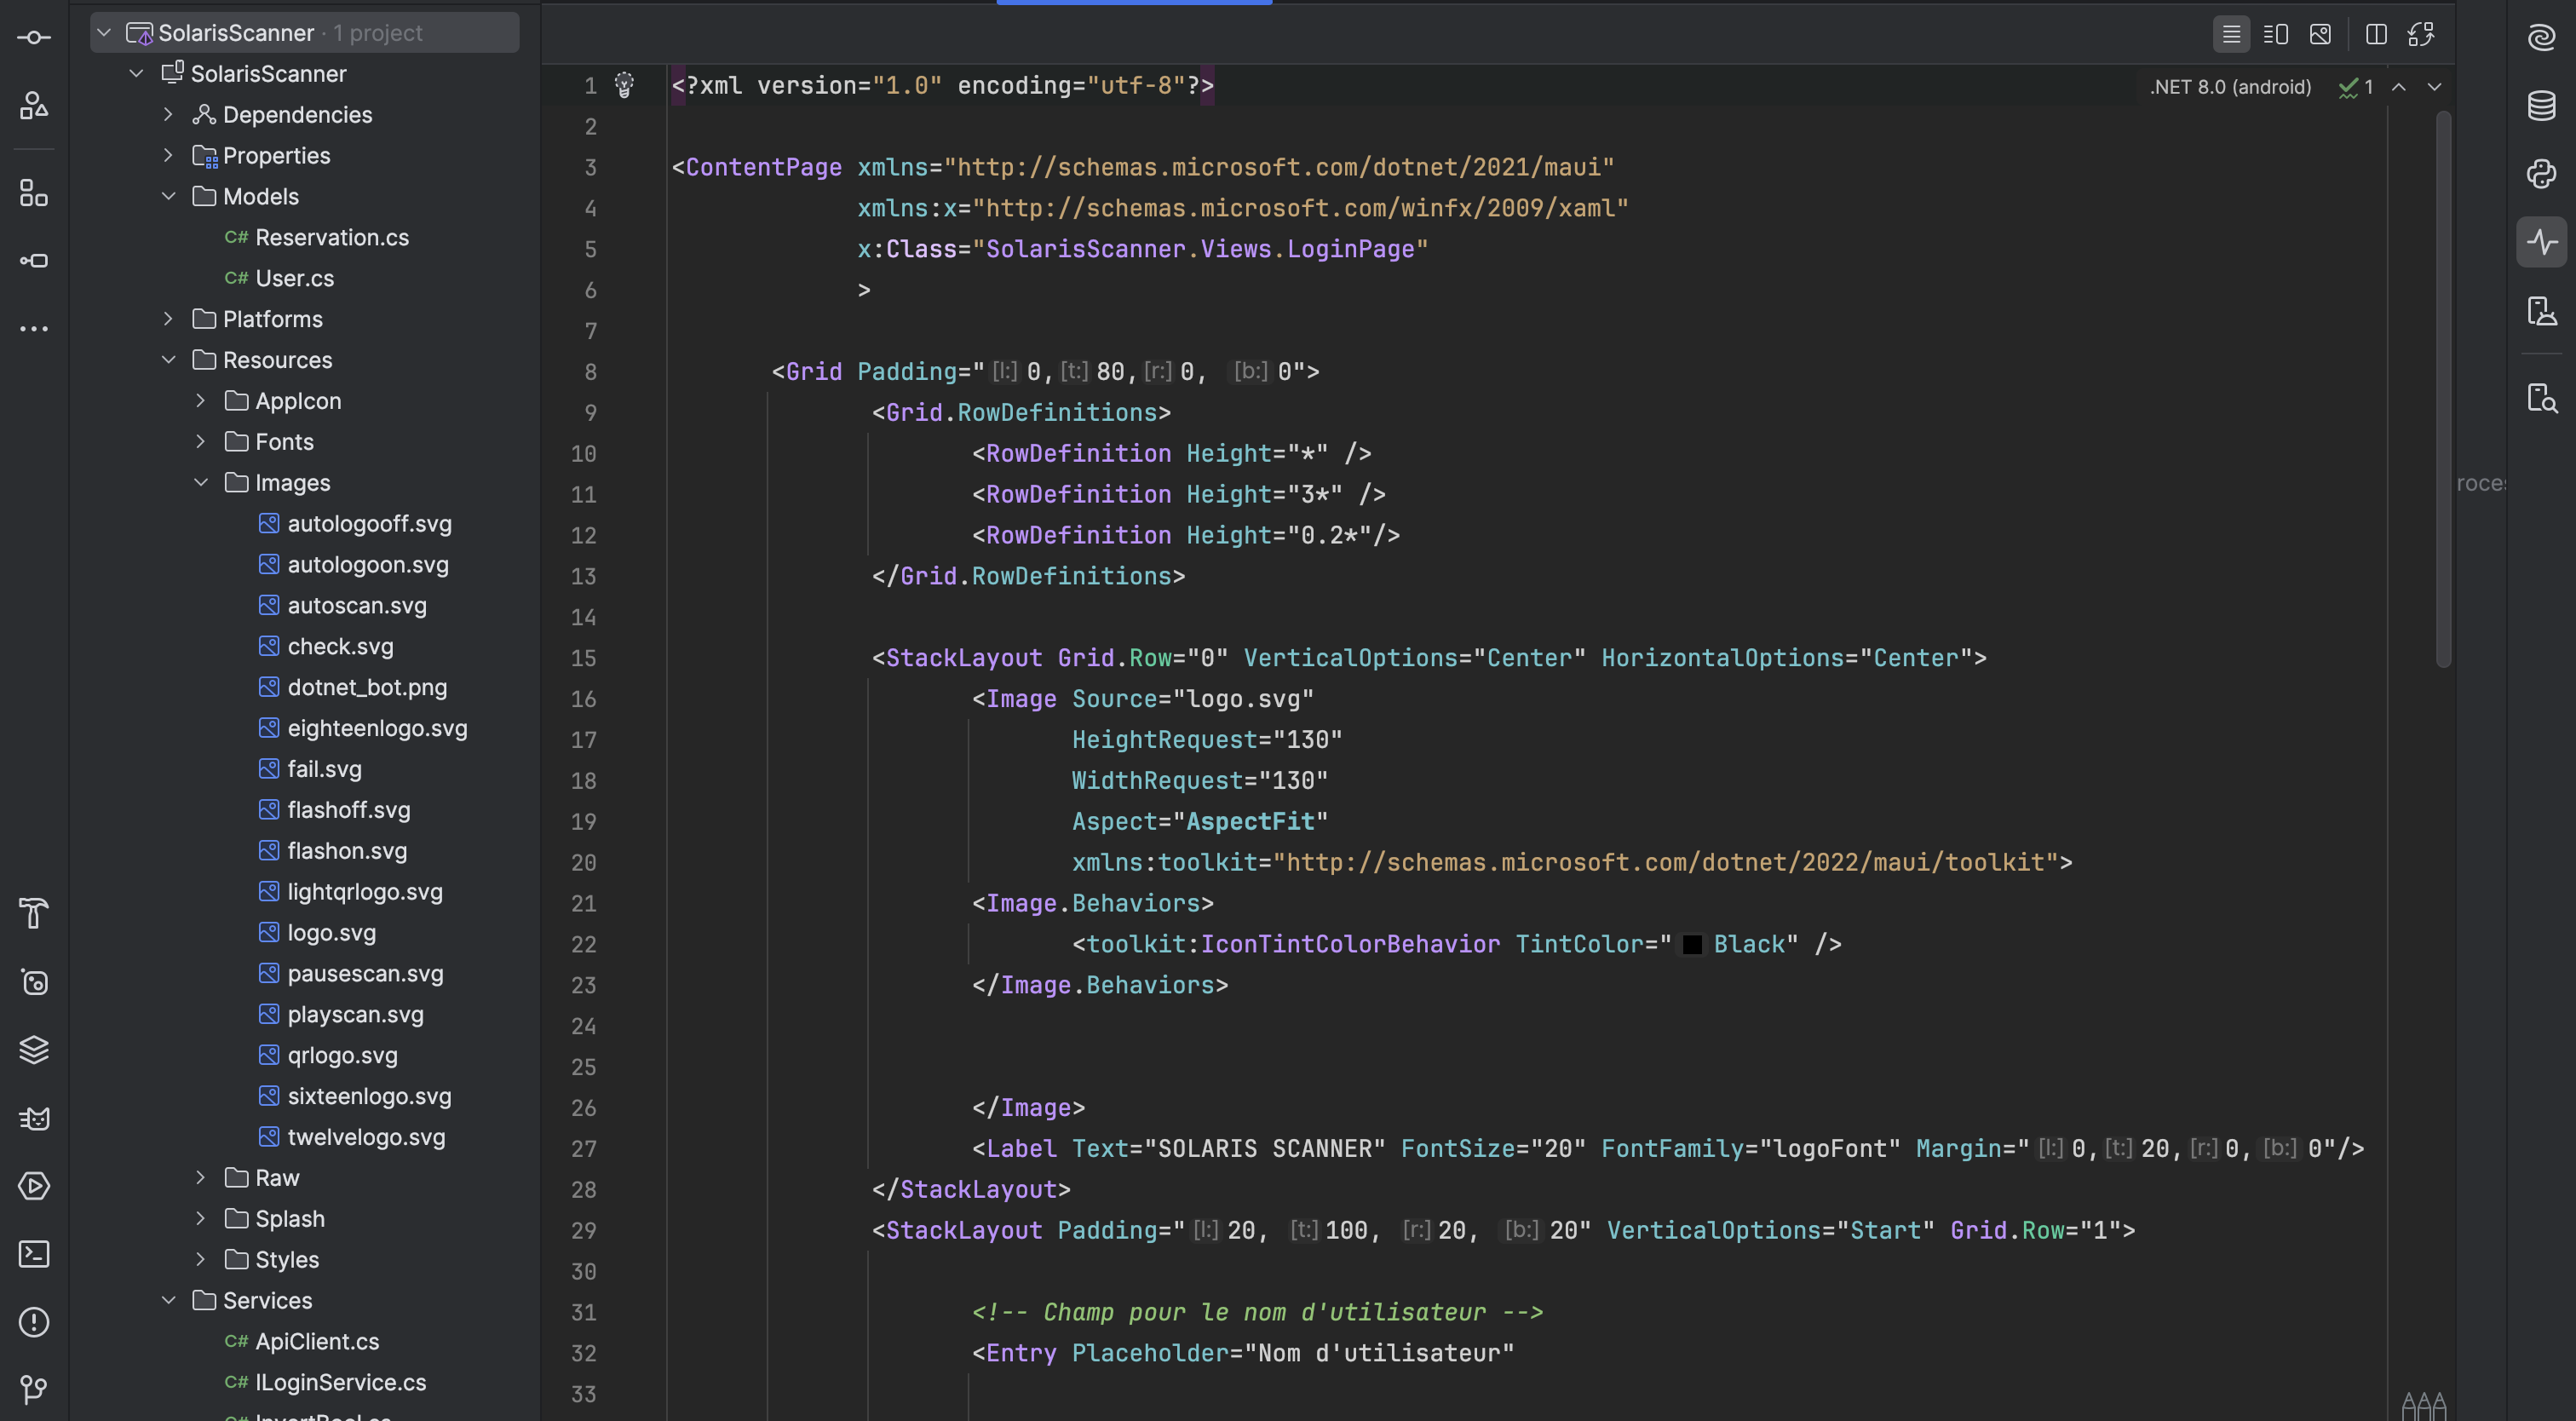 SolarisScanner · 1 project
SolarisScanner
Dependencies
Properties
Models
C# Reservation.cs
C# User.cs
Platforms
Resources
AppIcon
Fonts
Images
autologooff.svg
autologoon.svg
autoscan.svg
check.svg
dotnet_bot.png
eighteenlogo.svg
fail.svg
flashoff.svg
flashon.svg
lightqrlogo.svg
logo.svg
pausescan.svg
playscan.svg
qrlogo.svg
sixteenlogo.svg
twelvelogo.svg
Raw
Splash
Styles
Services
C# ApiClient.cs
C# ILoginService.cs
.NET 8.0 (android) 1
1 <?xml version="1.0" encoding="utf-8"?>
2
3 <ContentPage xmlns="http://schemas.microsoft.com/dotnet/2021/maui"
4 xmlns:x="http://schemas.microsoft.com/winfx/2009/xaml"
5 x:Class="SolarisScanner.Views.LoginPage"
6 >
7
8 <Grid Padding="[l:]0,[t:]80,[r:]0, [b:]0">
9 <Grid.RowDefinitions>
10 <RowDefinition Height="*" />
11 <RowDefinition Height="3*" />
12 <RowDefinition Height="0.2*"/>
13 </Grid.RowDefinitions>
14
15 <StackLayout Grid.Row="0" VerticalOptions="Center" HorizontalOptions="Center">
16 <Image Source="logo.svg"
17 HeightRequest="130"
18 WidthRequest="130"
19 Aspect="AspectFit"
20 xmlns:toolkit="http://schemas.microsoft.com/dotnet/2022/maui/toolkit">
21 <Image.Behaviors>
22 <toolkit:IconTintColorBehavior TintColor="Black" />
23 </Image.Behaviors>
24
25
26 </Image>
27 <Label Text="SOLARIS SCANNER" FontSize="20" FontFamily="logoFont" Margin="[l:]0,[t:]20,[r:]0,[b:]0"/>
28 </StackLayout>
29 <StackLayout Padding="[l:]20, [t:]100, [r:]20, [b:]20" VerticalOptions="Start" Grid.Row="1">
30
31 <!-- Champ pour le nom d'utilisateur -->
32 <Entry Placeholder="Nom d'utilisateur"
33